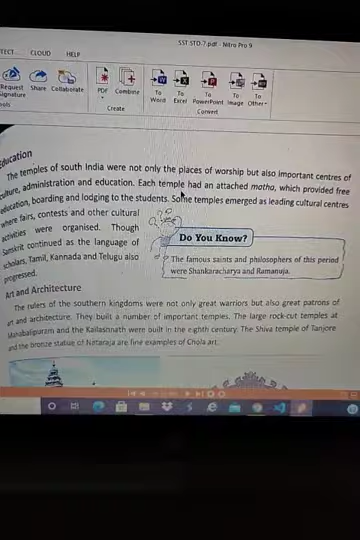 SST STD-7.pdf - Nitro Pro 9
TECT CLOUD HELP
Request Signature Share Collaborate PDF Combine To Word To Excel To PowerPoint To Image To Other
ols Create Convert
Education
The temples of south India were not only the places of worship but also important centres of
culture, administration and education. Each temple had an attached matha, which provided free
education, boarding and lodging to the students. Some temples emerged as leading cultural centres
where fairs, contests and other cultural
activities were organised. Though
Sanskrit continued as the language of
scholars, Tamil, Kannada and Telugu also
progressed.
Do You Know?
The famous saints and philosophers of this period
were Shankaracharya and Ramanuja.
Art and Architecture
The rulers of the southern kingdoms were not only great warriors but also great patrons of
art and architecture. They built a number of important temples. The large rock-cut temples at
Mahabalipuram and the Kailashnath were built in the eighth century. The Shiva temple of Tanjore
and the bronze statue of Nataraja are fine examples of Chola art.